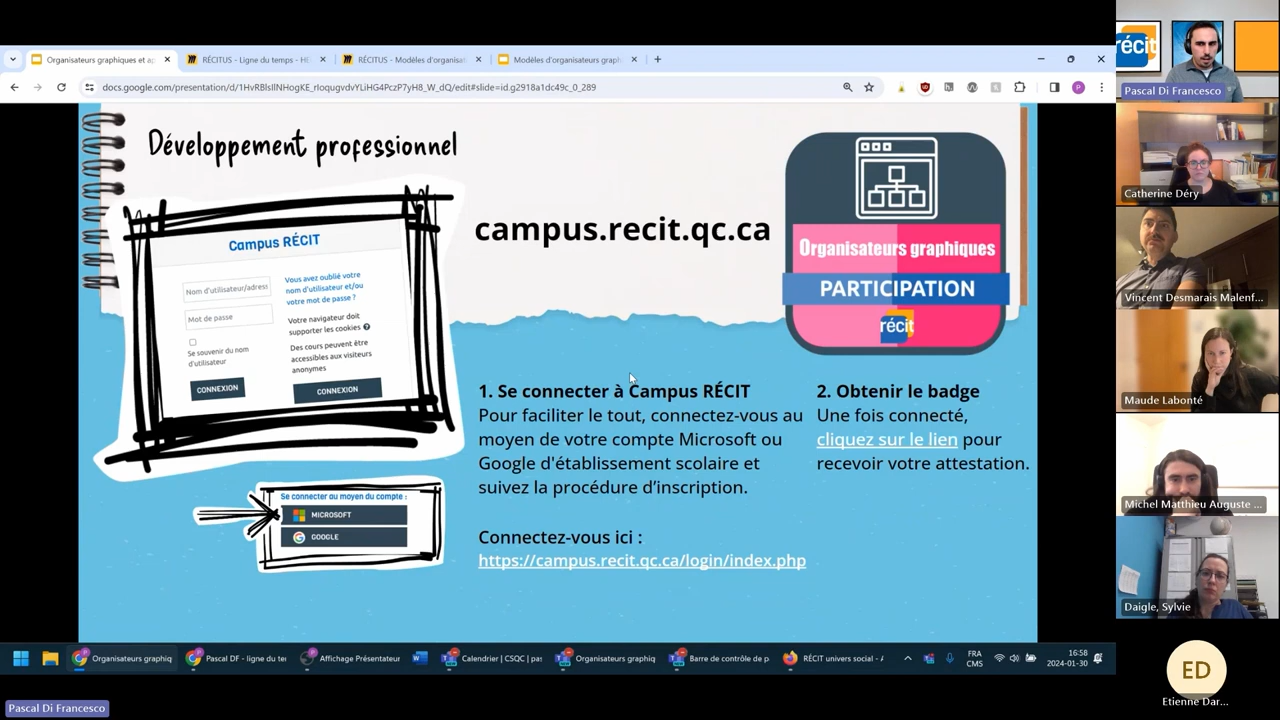 Organisateurs graphiques et ap
RÉCITUS - Ligne du temps - HE
RÉCITUS - Modèles d'organisat
Modèles d'organisateurs graph
docs.google.com/presentation/d/1HvRBlsIlNHogKE_rIoqugvdvYLiHG4PczP7yH8_W_dQ/edit#slide=id.g2918a1dc49c_0_289
P
Développement professionnel
campus.recit.qc.ca
Campus RÉCIT
Nom d'utilisateur/adress
Mot de passe
Se souvenir du nom
d'utilisateur
CONNEXION
Vous avez oublié votre
nom d'utilisateur et/ou
votre mot de passe ?
Votre navigateur doit
supporter les cookies
Des cours peuvent être
accessibles aux visiteurs
anonymes
CONNEXION
Se connecter au moyen du compte :
MICROSOFT
GOOGLE
Organisateurs graphiques
PARTICIPATION
récit
1. Se connecter à Campus RÉCIT
Pour faciliter le tout, connectez-vous au
moyen de votre compte Microsoft ou
Google d'établissement scolaire et
suivez la procédure d'inscription.
Connectez-vous ici :
https://campus.recit.qc.ca/login/index.php
2. Obtenir le badge
Une fois connecté,
cliquez sur le lien pour
recevoir votre attestation.
Organisateurs graphiq
Pascal DF - ligne du ter
Affichage Présentateur
Calendrier | CSQC | pas
Organisateurs graphiq
Barre de contrôle de p
RÉCIT univers social - A
FRA
CMS
16:58
2024-01-30
Pascal Di Francesco
récit
Pascal Di Francesco
Catherine Déry
Vincent Desmarais Malenf...
Maude Labonté
Michel Matthieu Auguste ...
Daigle, Sylvie
ED
Etienne Dar...